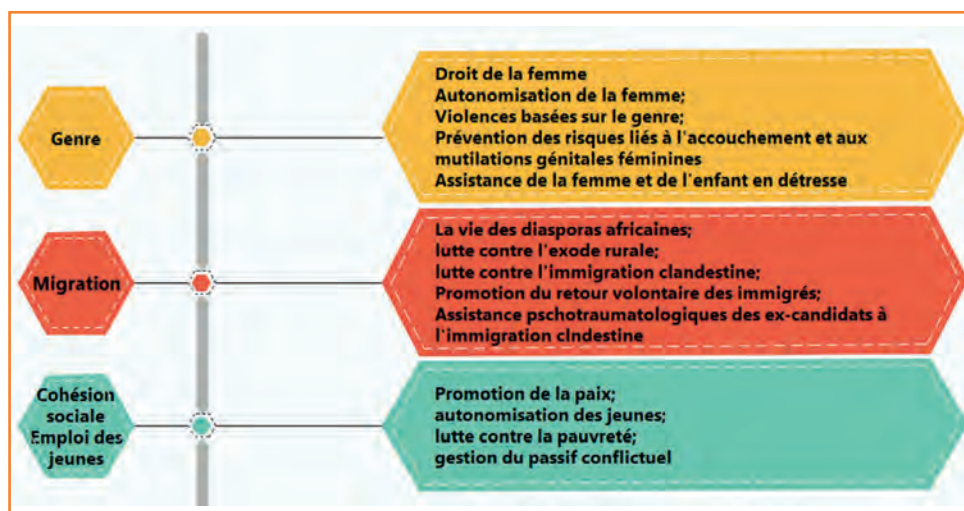 Genre
Droit de la femme
Autonomisation de la femme;
Violences basées sur le genre;
Prévention des risques liés à l'accouchement et aux
mutilations génitales féminines
Assistance de la femme et de l'enfant en détresse
Migration
La vie des diasporas africaines;
lutte contre l'exode rurale;
lutte contre l'immigration clandestine;
Promotion du retour volontaire des immigrés;
Assistance pschotraumatologiques des ex-candidats à
l'immigration clndestine
Cohésion
sociale
Emploi des
jeunes
Promotion de la paix;
autonomisation des jeunes;
lutte contre la pauvreté;
gestion du passif conflictuel